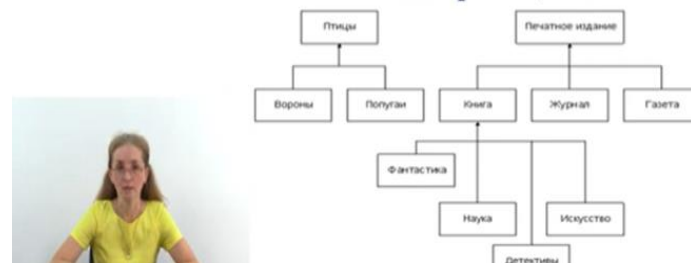 Птицы
Печатное издание
Вороны
Попугаи
Книга
Журнал
Газета
Фантастика
Наука
Искусство
Детективы